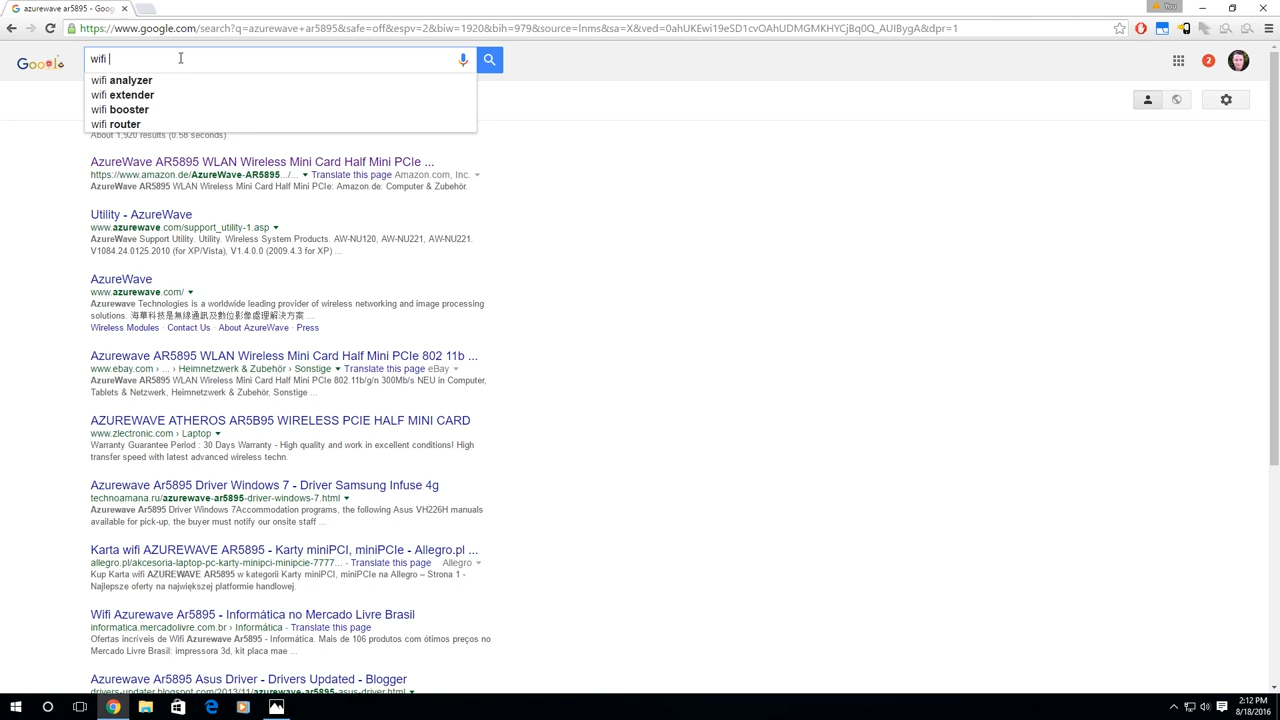 azurewave ar5895
You
https://www.google.com/search?q=azurewave+ar5895&safe=off&espv=2&biw=1920&bih=979&source=lnms&sa=X&ved=0ahUKEwi19eSD1cvOAhUDMGMKHYCjBq0Q_AUIBygA&dpr=1
Google
wifi
2
wifi analyzer
wifi extender
wifi booster
wifi router
About 1,920 results (0.58 seconds)
AzureWave AR5895 WLAN Wireless Mini Card Half Mini PCIe ...
https://www.amazon.de/AzureWave-AR5895.../... Translate this page Amazon.com, Inc.
AzureWave AR5895 WLAN Wireless Mini Card Half Mini PCIe: Amazon.de: Computer & Zubehör.
Utility - AzureWave
www.azurewave.com/support_utility-1.asp
AzureWave Support Utility. Utility. Wireless System Products. AW-NU120, AW-NU221, AW-NU221.
V1084.24.0125.2010 (for XP/Vista), V1.4.0.0 (2009.4.3 for XP) ...
AzureWave
www.azurewave.com/
Azurewave Technologies is a worldwide leading provider of wireless networking and image processing
solutions. 海華科技是無線通訊及數位影像處理解決方案 ...
Wireless Modules · Contact Us · About AzureWave · Press
Azurewave AR5895 WLAN Wireless Mini Card Half Mini PCIe 802 11b ...
www.ebay.com › ... › Heimnetzwerk & Zubehör › Sonstige Translate this page eBay
AzureWave AR5895 WLAN Wireless Mini Card Half Mini PCIe 802.11b/g/n 300Mb/s NEU in Computer,
Tablets & Netzwerk, Heimnetzwerk & Zubehör, Sonstige ...
AZUREWAVE ATHEROS AR5B95 WIRELESS PCIE HALF MINI CARD
www.zlectronic.com › Laptop
Warranty Guarantee Period : 30 Days Warranty - High quality and work in excellent conditions! High
transfer speed with latest advanced wireless techn.
Azurewave AR5895 Driver Windows 7 - Driver Samsung Infuse 4g
technoamana.ru/azurewave-ar5895-driver-windows-7.html
Azurewave Ar5895 Driver Windows 7Accommodation programs, the following Asus VH226H manuals
available for pick-up, the buyer must notify our onsite staff ...
Karta wifi AZUREWAVE AR5895 - Karty miniPCI, miniPCIe - Allegro.pl ...
allegro.pl/akcesoria-laptop-pc-karty-minipci-minipcie-7777... - Translate this page Allegro
Kup Karta wifi AZUREWAVE AR5895 w kategorii Karty miniPCI, miniPCIe na Allegro – Strona 1 -
Najlepsze oferty na największej platformie handlowej.
Wifi Azurewave Ar5895 - Informática no Mercado Livre Brasil
informatica.mercadolivre.com.br › Informática - Translate this page
Ofertas incríveis de Wifi Azurewave Ar5895 - Informática. Mais de 106 produtos com ótimos preços no
Mercado Livre Brasil: impressora 3d, kit placa mae ...
Azurewave Ar5895 Asus Driver - Drivers Updated - Blogger
drivers-updater.blogspot.com/2013/11/azurewave-ar5895-asus-driver.html
2:12 PM
8/18/2016